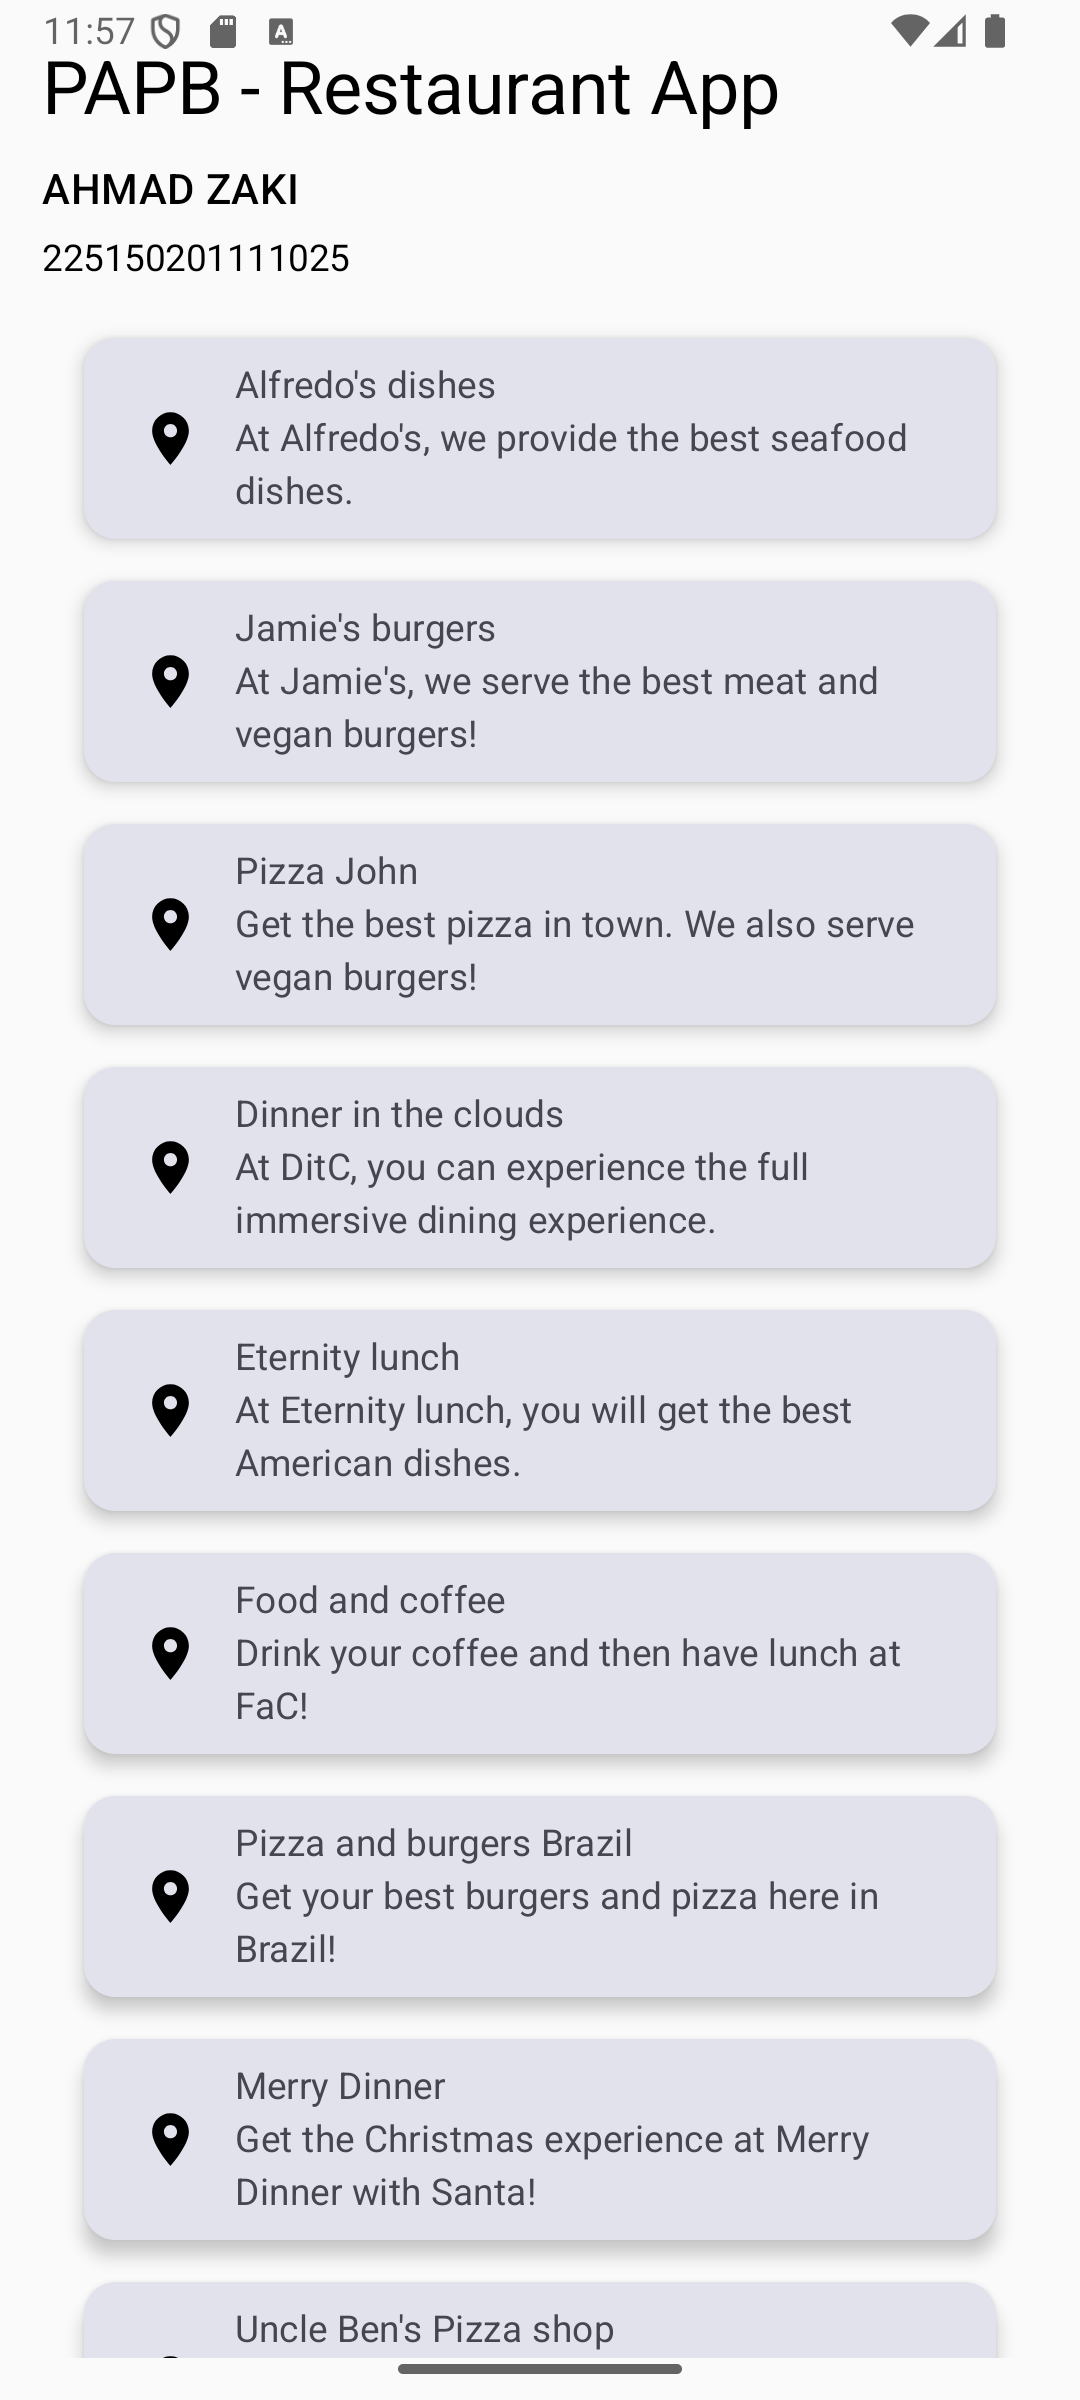 11:57
PAPB - Restaurant App
AHMAD ZAKI
225150201111025
Alfredo's dishes
At Alfredo's, we provide the best seafood
dishes.
Jamie's burgers
At Jamie's, we serve the best meat and
vegan burgers!
Pizza John
Get the best pizza in town. We also serve
vegan burgers!
Dinner in the clouds
At DitC, you can experience the full
immersive dining experience.
Eternity lunch
At Eternity lunch, you will get the best
American dishes.
Food and coffee
Drink your coffee and then have lunch at
FaC!
Pizza and burgers Brazil
Get your best burgers and pizza here in
Brazil!
Merry Dinner
Get the Christmas experience at Merry
Dinner with Santa!
Uncle Ben's Pizza shop